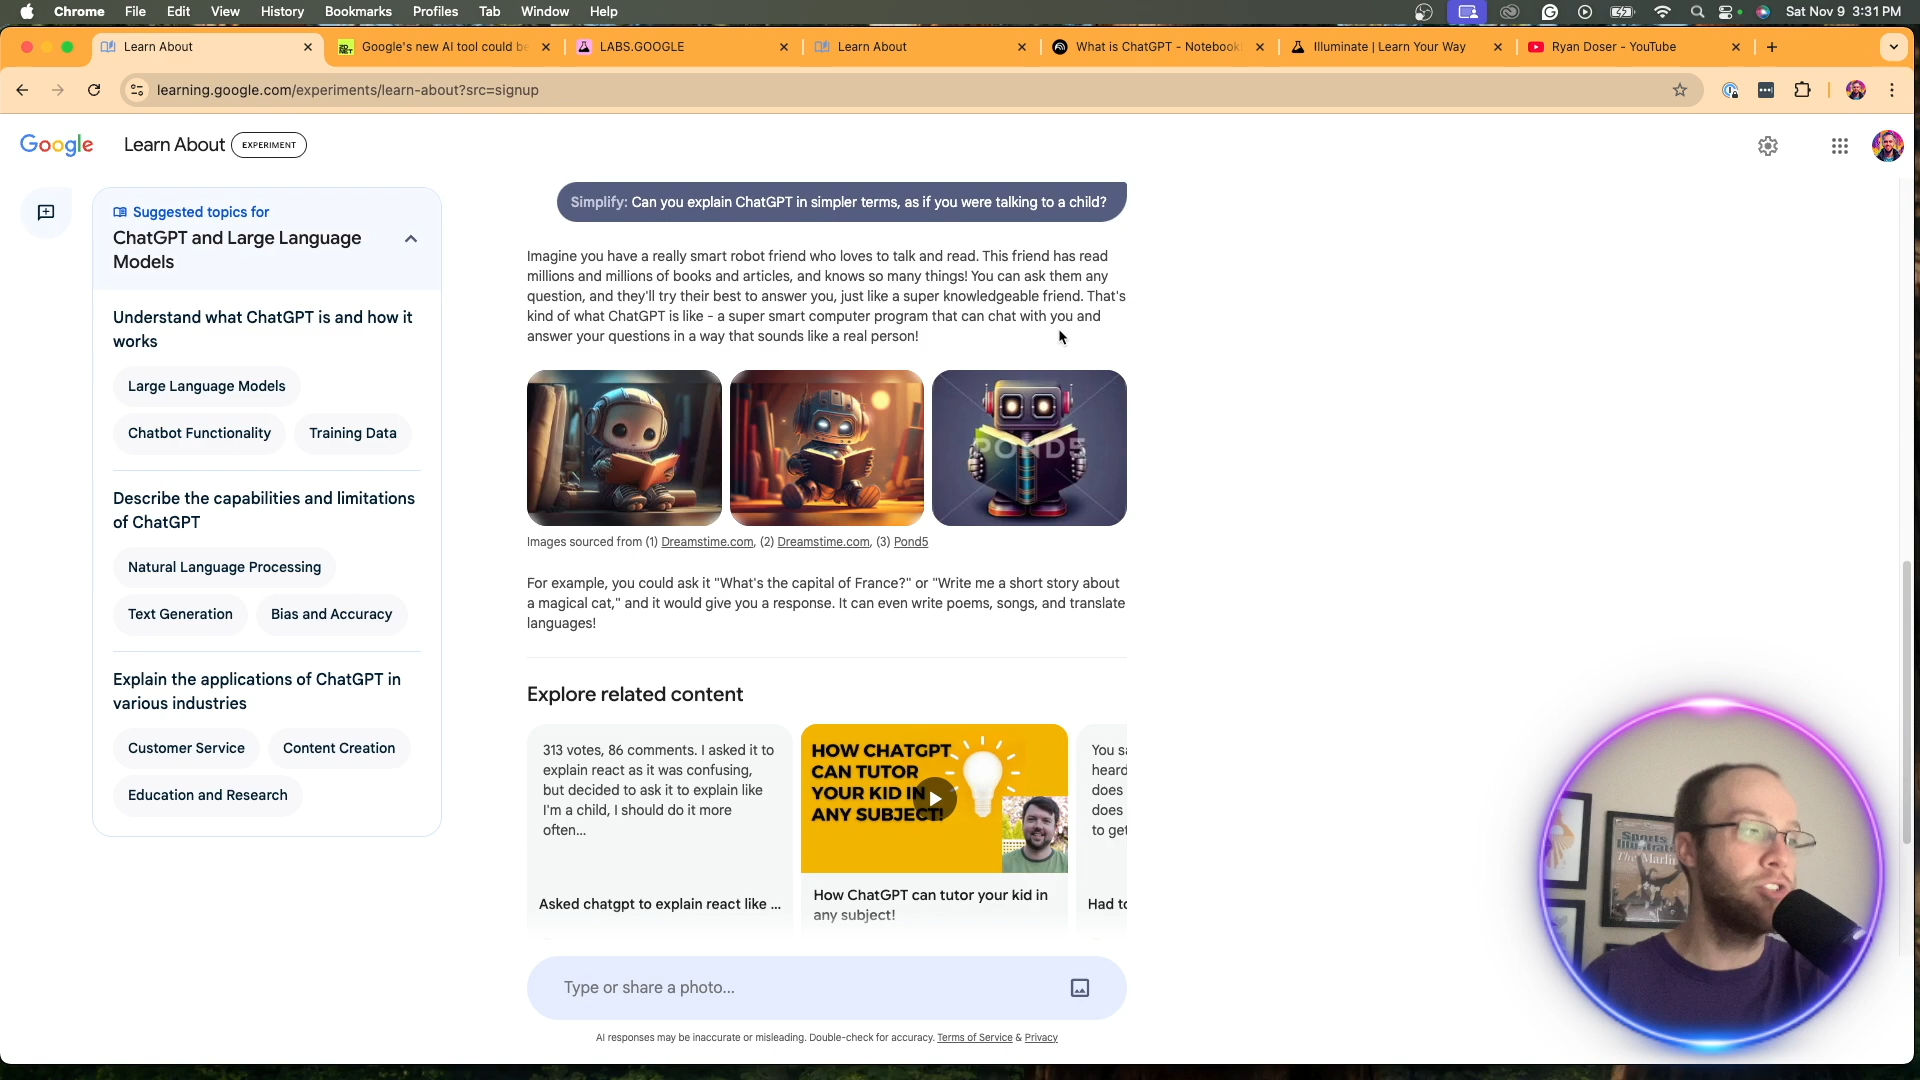 Chrome File Edit View History Bookmarks Profiles Tab Window Help Sat Nov 9 3:31 PM
Learn About Google's new AI tool could be LABS.GOOGLE Learn About What is ChatGPT - Notebook Illuminate | Learn Your Way Ryan Doser - YouTube
learning.google.com/experiments/learn-about?src=signup
Google Learn About EXPERIMENT
Suggested topics for
ChatGPT and Large Language
Models
Understand what ChatGPT is and how it
works
Large Language Models
Chatbot Functionality Training Data
Describe the capabilities and limitations
of ChatGPT
Natural Language Processing
Text Generation Bias and Accuracy
Explain the applications of ChatGPT in
various industries
Customer Service Content Creation
Education and Research
Simplify: Can you explain ChatGPT in simpler terms, as if you were talking to a child?
Imagine you have a really smart robot friend who loves to talk and read. This friend has read
millions and millions of books and articles, and knows so many things! You can ask them any
question, and they'll try their best to answer you, just like a super knowledgeable friend. That's
kind of what ChatGPT is like - a super smart computer program that can chat with you and
answer your questions in a way that sounds like a real person!
POND5
Images sourced from (1) Dreamstime.com, (2) Dreamstime.com, (3) Pond5
For example, you could ask it "What's the capital of France?" or "Write me a short story about
a magical cat," and it would give you a response. It can even write poems, songs, and translate
languages!
Explore related content
313 votes, 86 comments. I asked it to
explain react as it was confusing,
but decided to ask it to explain like
I'm a child, I should do it more
often...
Asked chatgpt to explain react like ...
HOW CHATGPT
CAN TUTOR
YOUR KID IN
ANY SUBJECT!
How ChatGPT can tutor your kid in
any subject!
You sa
heard
does
does
to get
Had to
Type or share a photo...
AI responses may be inaccurate or misleading. Double-check for accuracy. Terms of Service & Privacy
Sports
Illustrated
The Marlin